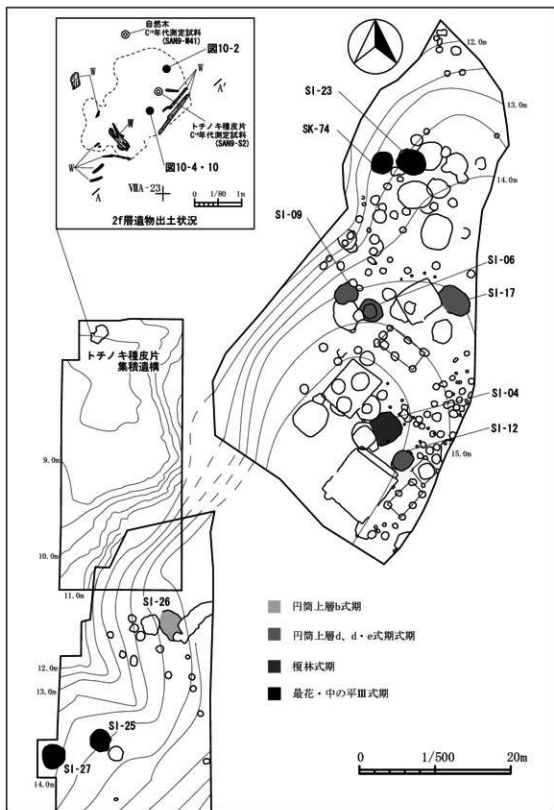 自然木
C¹⁴年代測定試料
(SAN9-W41)
図10-2
W
W
A′
W
トチノキ種皮片
C¹⁴年代測定試料
(SAN9-S2)
W
A
図10-4・10
ⅦA-23
0 1/80 1m
2f層遺物出土状況
12.0m
SI-23
13.0m
SK-74
14.0m
SI-09
SI-06
SI-17
トチノキ種皮片
集積遺構
SI-04
SI-12
15.0m
9.0m
10.0m
11.0m
SI-26
円筒上層b式期
円筒上層d、d・e式期式期
榎林式期
最花・中の平Ⅲ式期
12.0m
13.0m
SI-25
SI-27
14.0m
0 1/500 20m